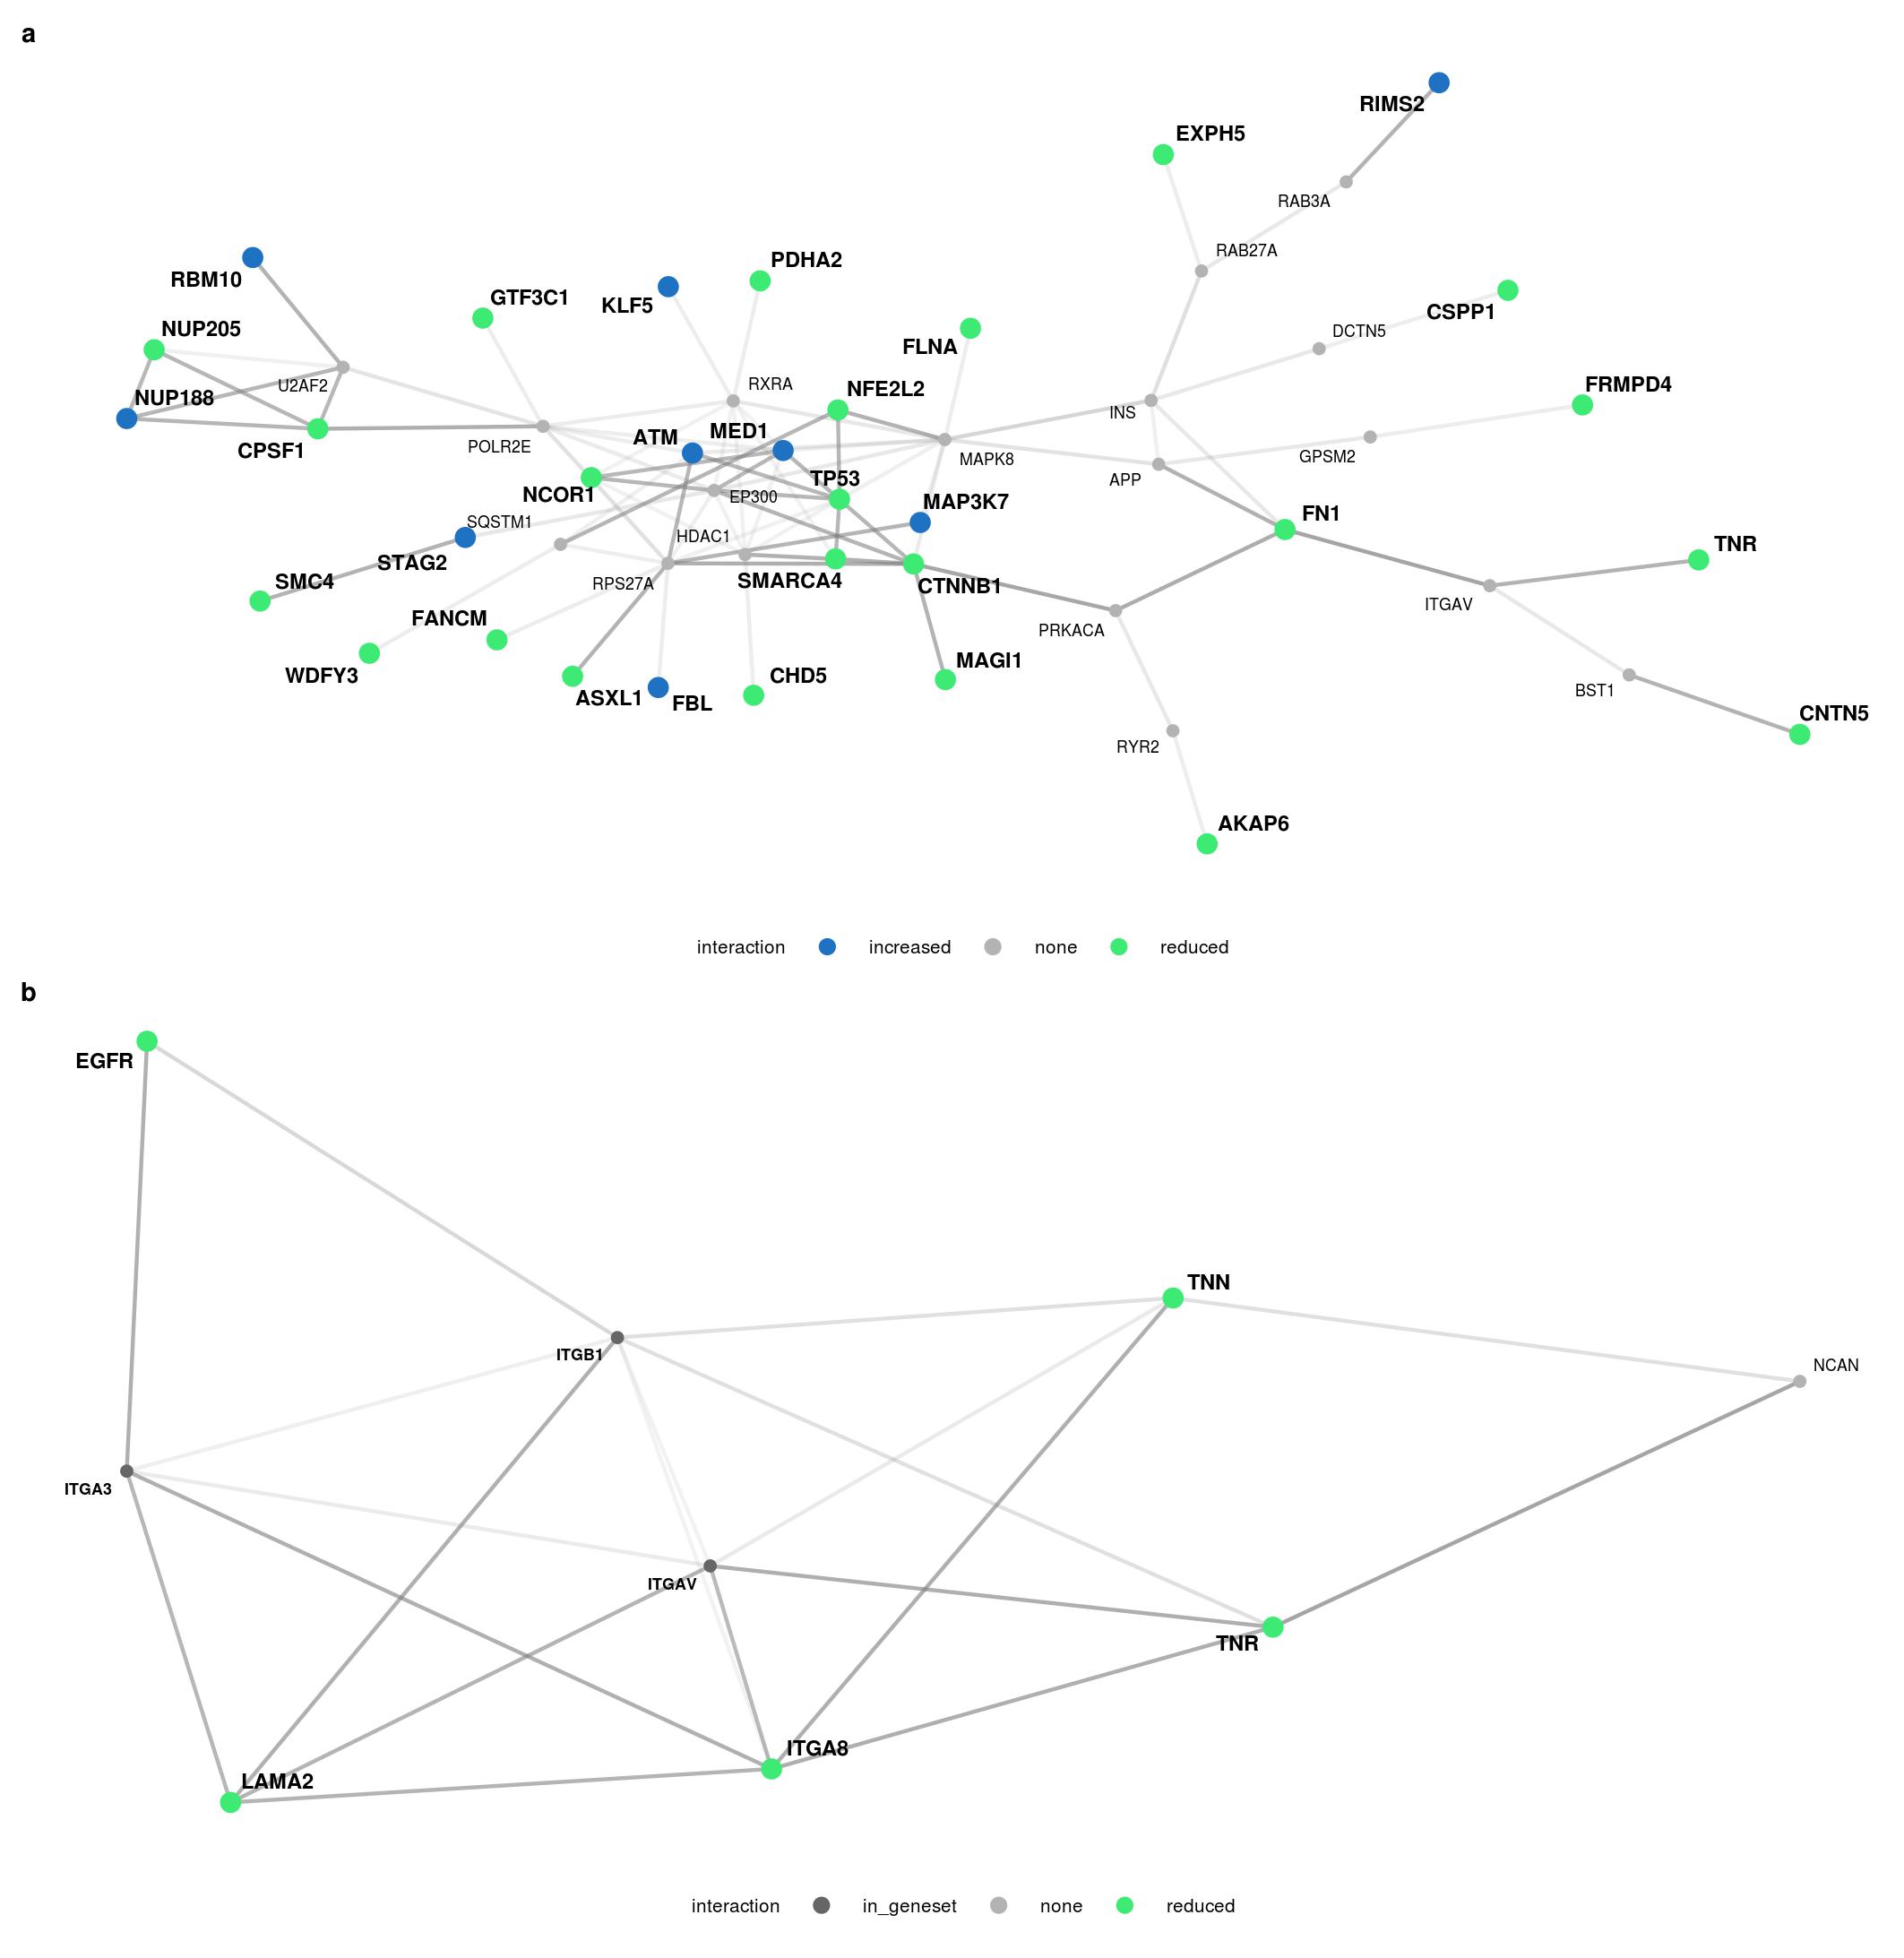 a
RIMS2
EXPH5
RAB3A
RAB27A
RBM10
PDHA2
GTF3C1
KLF5
CSPP1
NUP205
DCTN5
FLNA
U2AF2
RXRA
NFE2L2
FRMPD4
NUP188
INS
CPSF1
POLR2E
ATM
MED1
MAPK8
GPSM2
APP
TP53
NCOR1
EP300
MAP3K7
FN1
SQSTM1
HDAC1
TNR
STAG2
SMC4
RPS27A
SMARCA4
CTNNB1
ITGAV
FANCM
PRKACA
MAGI1
WDFY3
ASXL1
FBL
CHD5
BST1
CNTN5
RYR2
AKAP6
interaction increased none reduced
b
EGFR
TNN
ITGB1
NCAN
ITGA3
ITGAV
TNR
ITGA8
LAMA2
interaction in_geneset none reduced